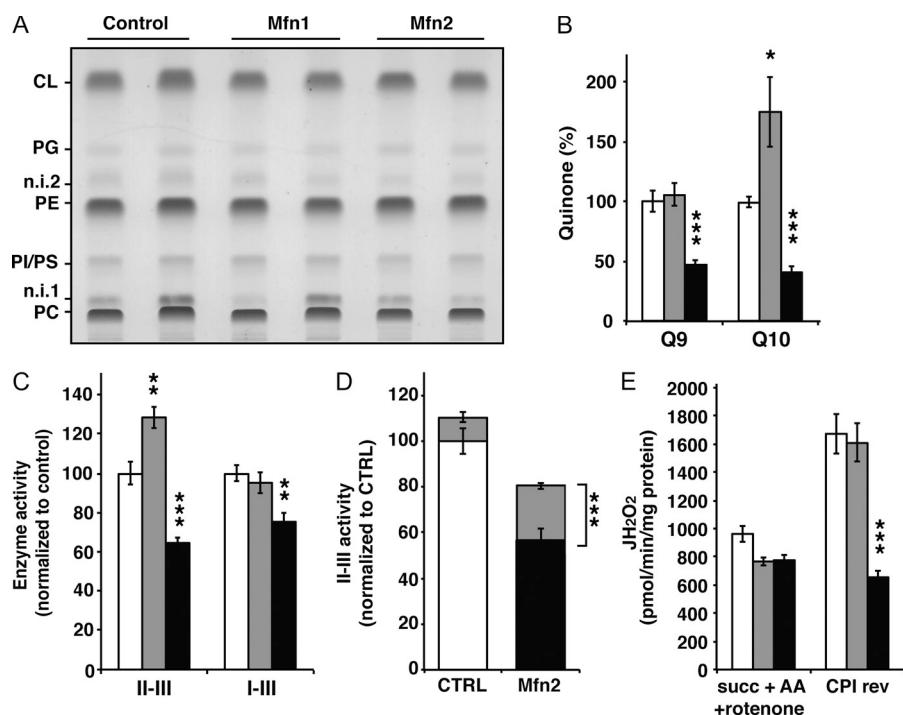 A
Control
Mfn1
Mfn2
CL
PG
n.i.2
PE
PI/PS
n.i.1
PC
B
Quinone (%)
200
150
100
50
0
*
***
***
Q9
Q10
C
Enzyme activity
(normalized to control)
140
120
100
80
60
40
20
0
**
***
**
II-III
I-III
D
II-III activity
(normalized to CTRL)
120
100
80
60
40
20
0
***
CTRL
Mfn2
E
JH2O2
(pmol/min/mg protein)
2000
1800
1600
1400
1200
1000
800
600
400
200
0
***
succ + AA
+rotenone
CPI rev